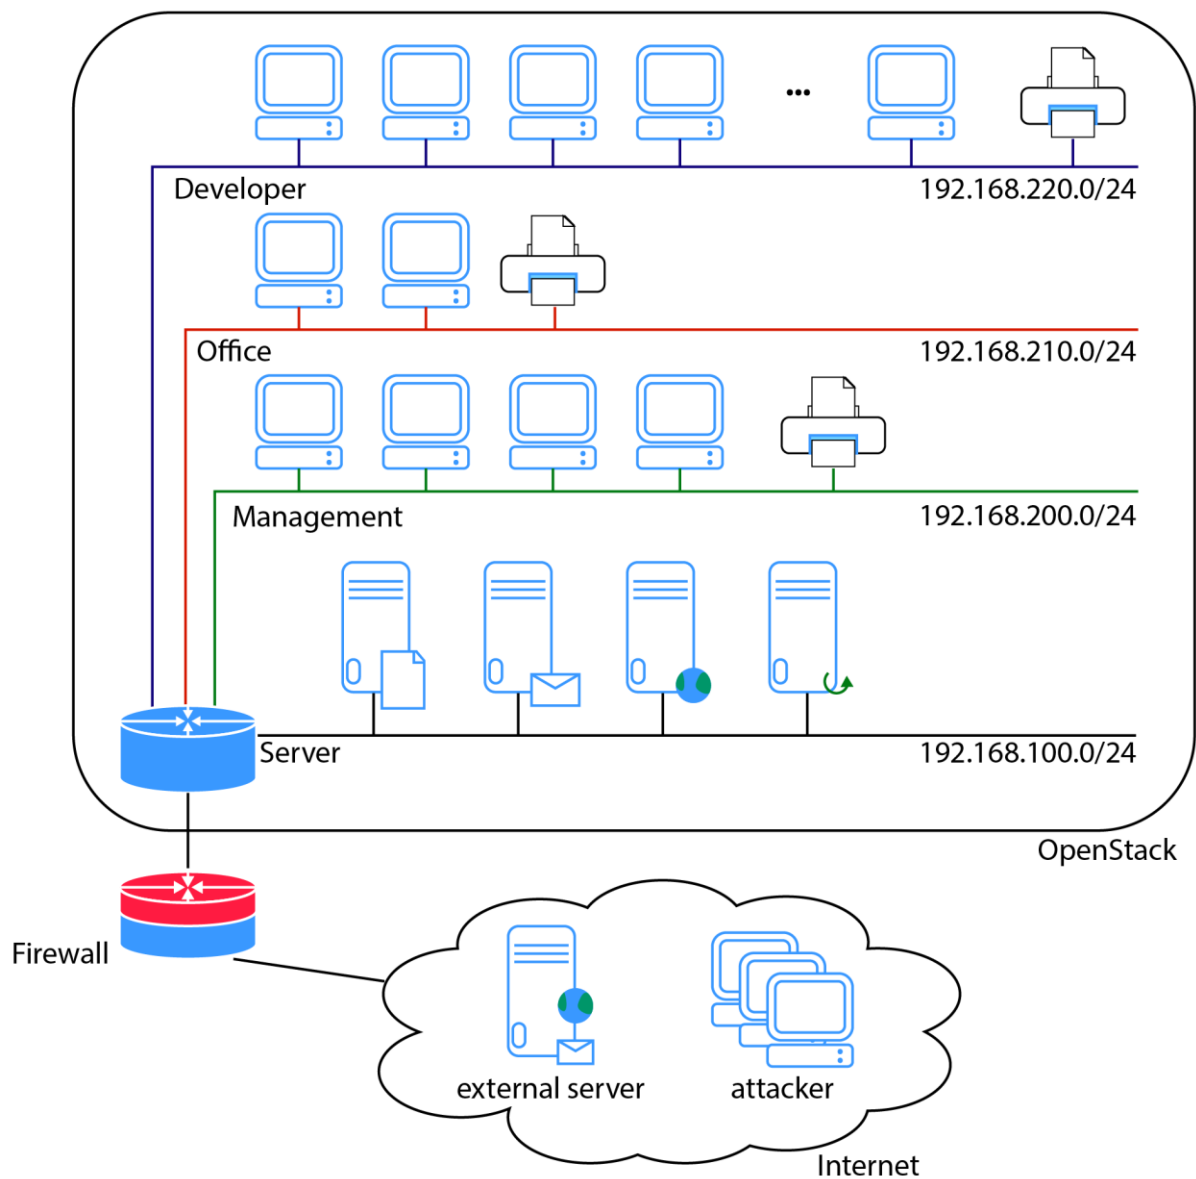 ...
Developer
192.168.220.0/24
Office
192.168.210.0/24
Management
192.168.200.0/24
Server
192.168.100.0/24
OpenStack
Firewall
external server
attacker
Internet